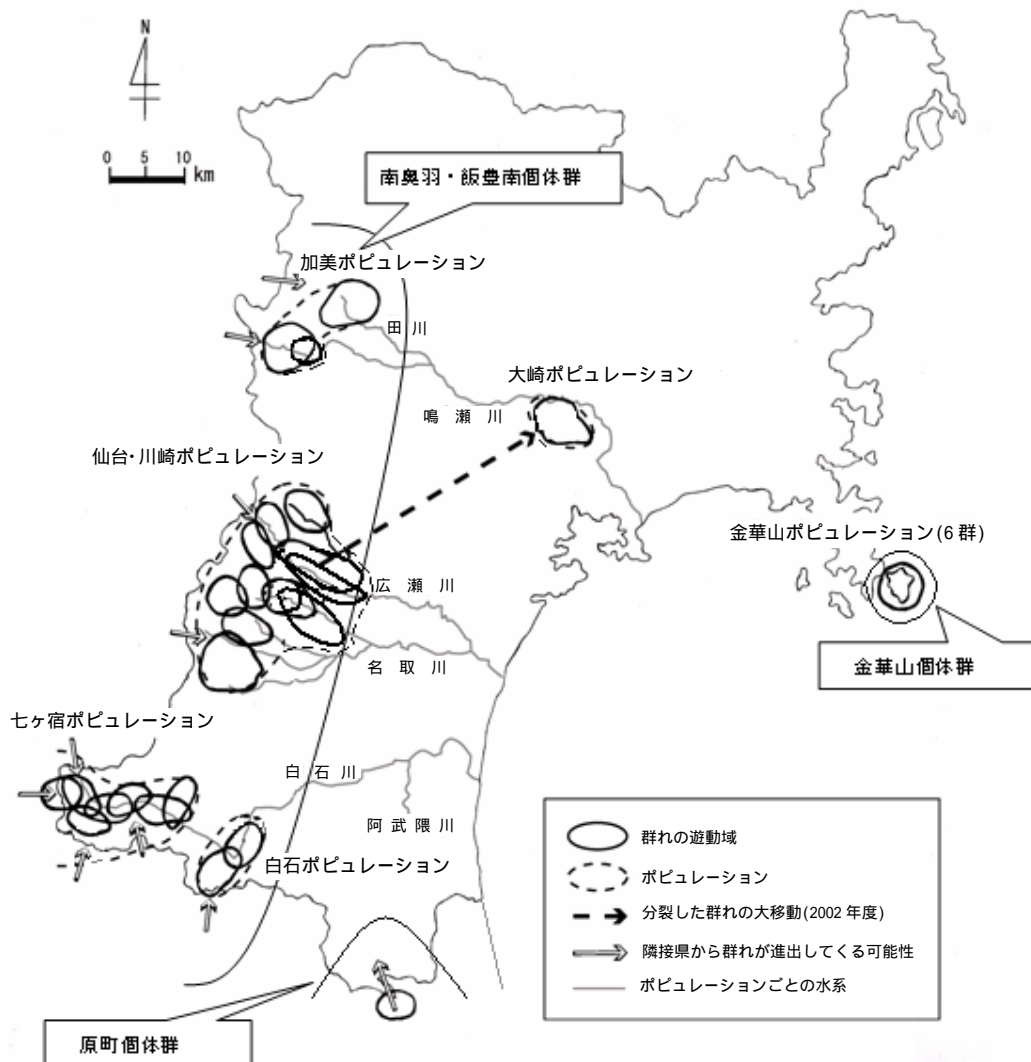 N
0 5 10
km
南奥羽・飯豊南個体群
加美ポピュレーション
田川
大崎ポピュレーション
鳴瀬川
仙台・川崎ポピュレーション
金華山ポピュレーション(6群)
広瀬川
金華山個体群
名取川
七ヶ宿ポピュレーション
白石川
阿武隈川
白石ポピュレーション
群れの遊動域
ポピュレーション
分裂した群れの大移動(2002年度)
隣接県から群れが進出してくる可能性
ポピュレーションごとの水系
原町個体群